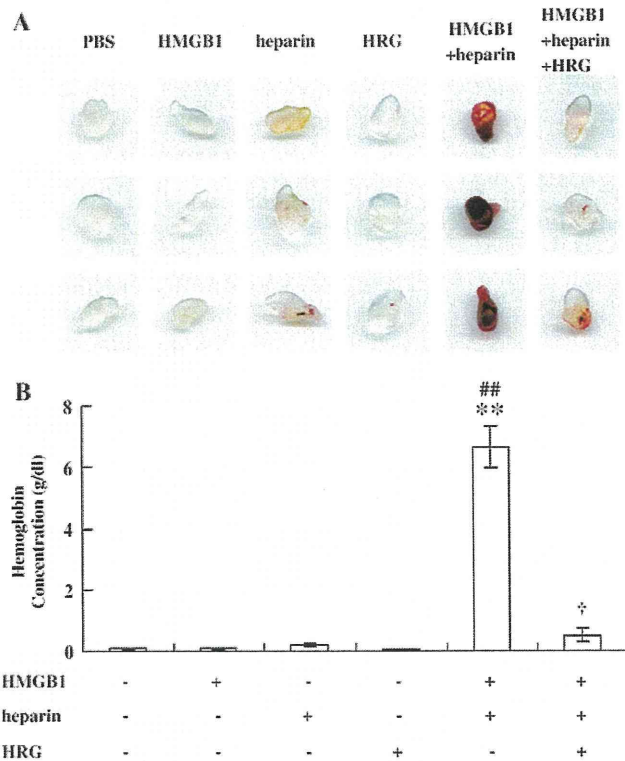 A
PBS HMGB1 heparin HRG HMGB1 +heparin HMGB1 +heparin +HRG
B
Hemoglobin Concentration (g/dl)
8
6
4
2
0
##
**
†
HMGB1 - + - - + +
heparin - - + - + +
HRG - - - + - +